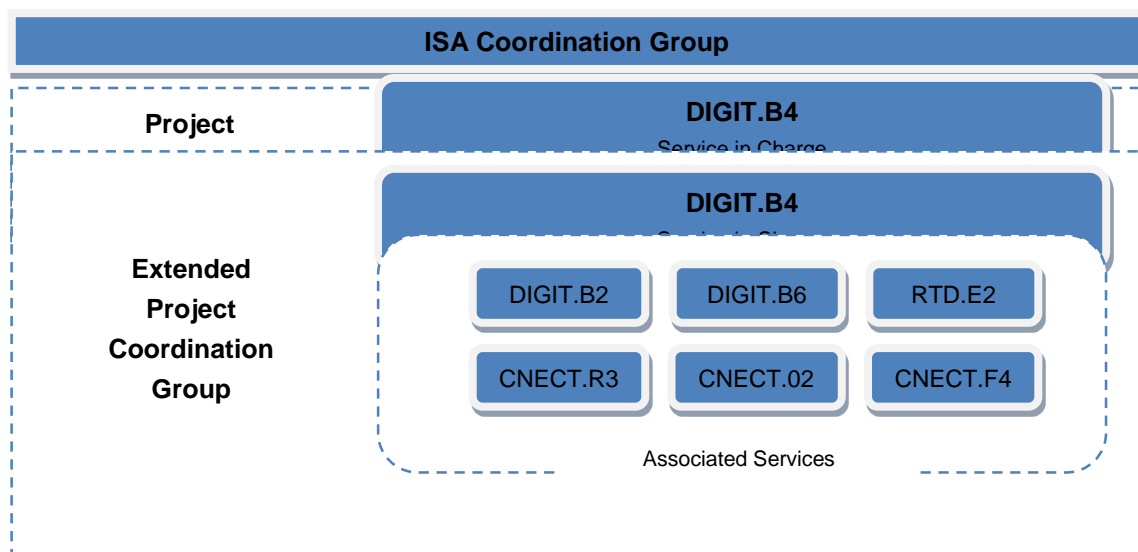 ISA Coordination Group
Project
DIGIT.B4
Service in Charge
DIGIT.B4
Extended
Project
Coordination
Group
DIGIT.B2 DIGIT.B6 RTD.E2
CNECT.R3 CNECT.02 CNECT.F4
Associated Services